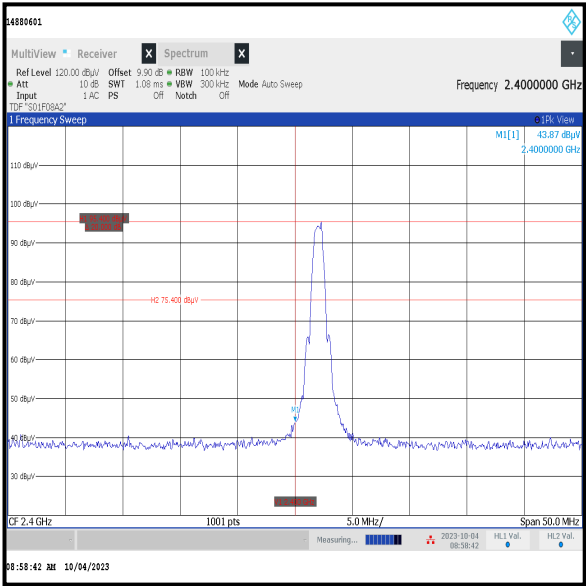 14880601
MultiView Receiver X Spectrum X
Ref Level 120.00 dBµV Offset 9.90 dB RBW 100 kHz
Att 10 dB SWT 1.08 ms VBW 300 kHz Mode Auto Sweep Frequency 2.4000000 GHz
Input 1 AC PS Off Notch Off
TDF "S01F08A2"
1 Frequency Sweep 1Pk View
M1[1] 43.87 dBµV
2.4000000 GHz
110 dBµV
100 dBµV
90 dBµV
80 dBµV
H2 75.400 dBµV
70 dBµV
60 dBµV
50 dBµV
M1
40 dBµV
30 dBµV
CF 2.4 GHz 1001 pts 5.0 MHz/ Span 50.0 MHz
Measuring... 2023-10-04 HL1 Val. HL2 Val.
08:58:42
08:58:42 AM 10/04/2023